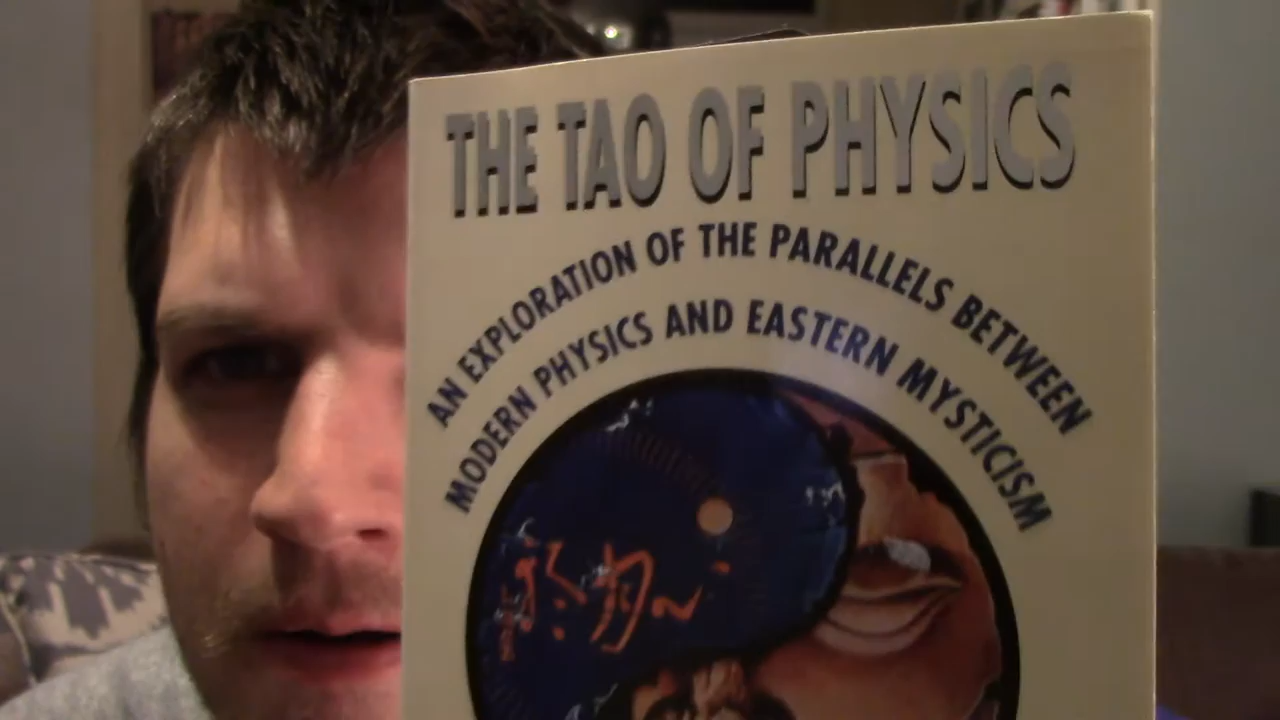 THE TAO OF PHYSICS
AN EXPLORATION OF THE PARALLELS BETWEEN
MODERN PHYSICS AND EASTERN MYSTICISM